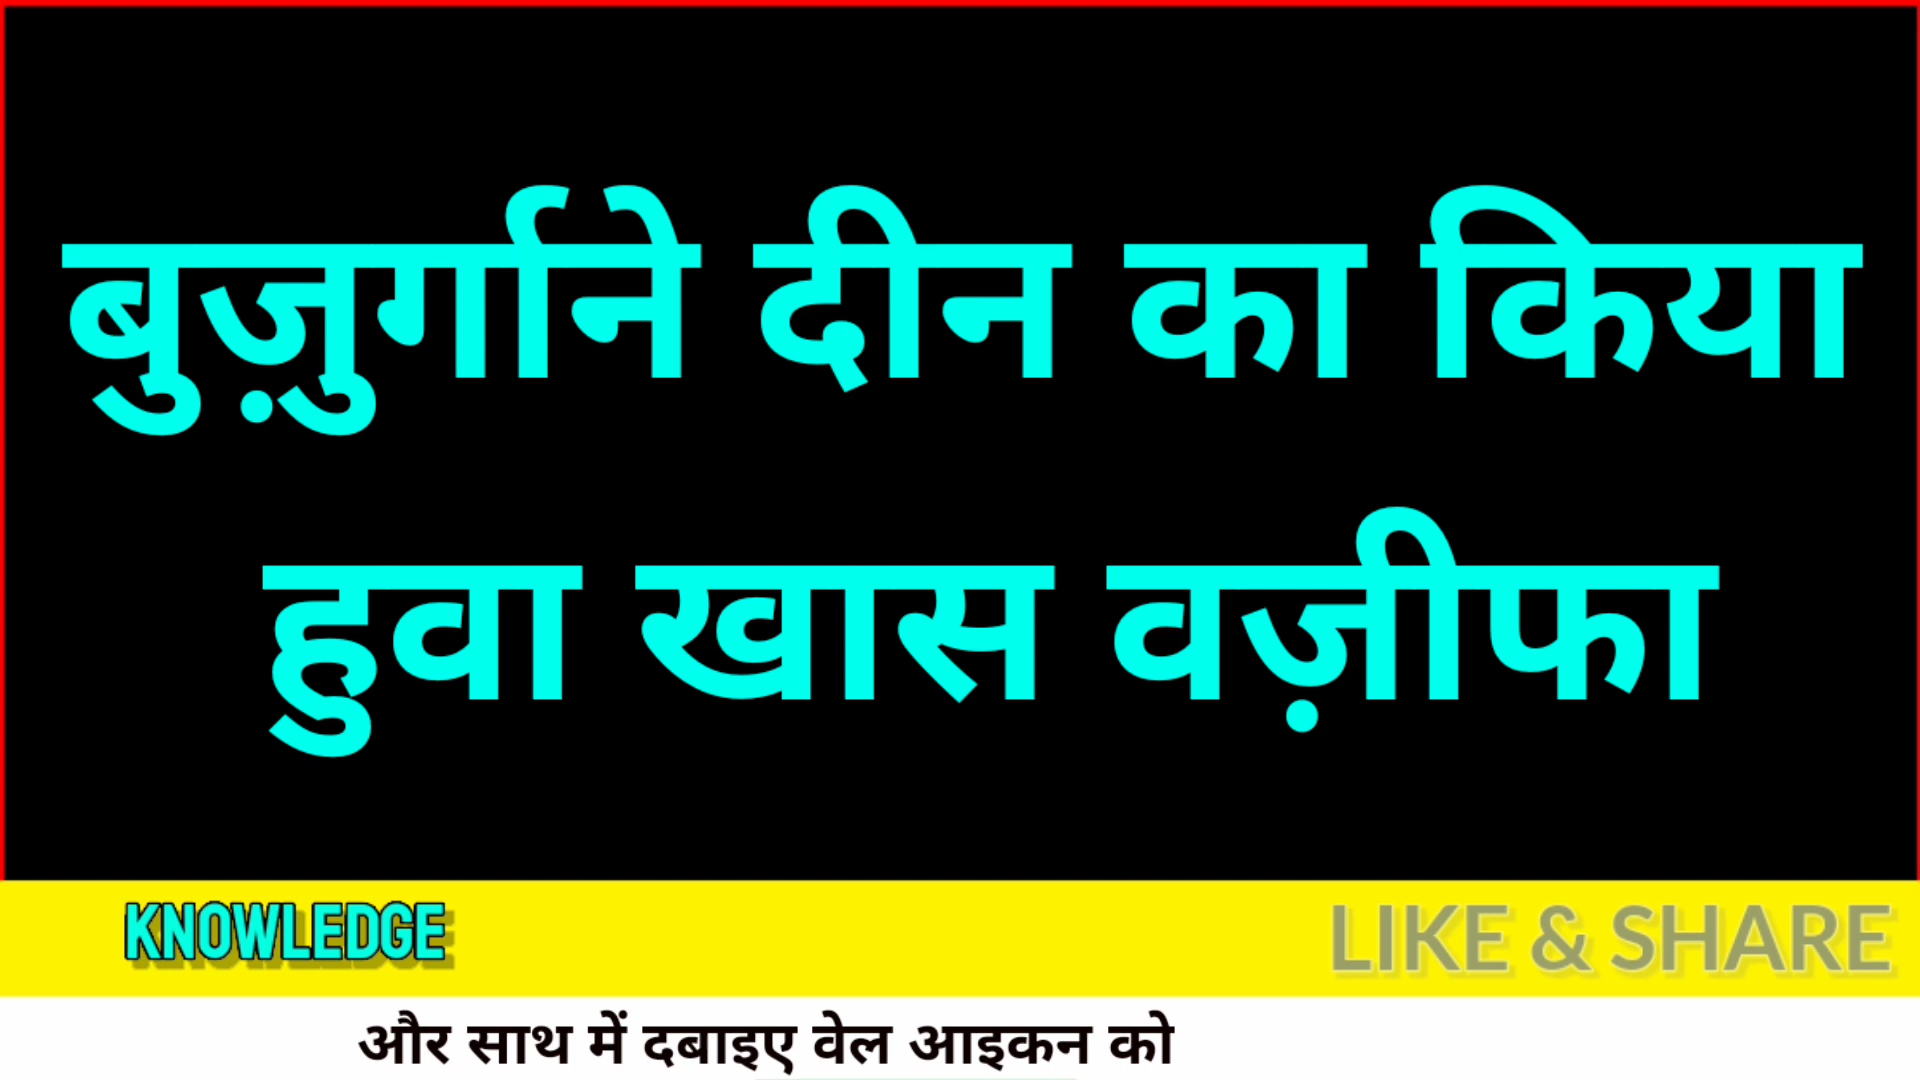 बुज़ुर्गाने दीन का किया
हुवा खास वज़ीफा
KNOWLEDGE
LIKE & SHARE
और साथ में दबाइए वेल आइकन को